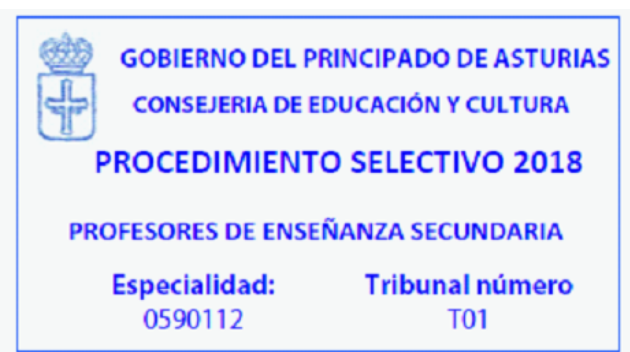 GOBIERNO DEL PRINCIPADO DE ASTURIAS
CONSEJERIA DE EDUCACIÓN Y CULTURA
PROCEDIMIENTO SELECTIVO 2018
PROFESORES DE ENSEÑANZA SECUNDARIA
Especialidad: Tribunal número
0590112 T01